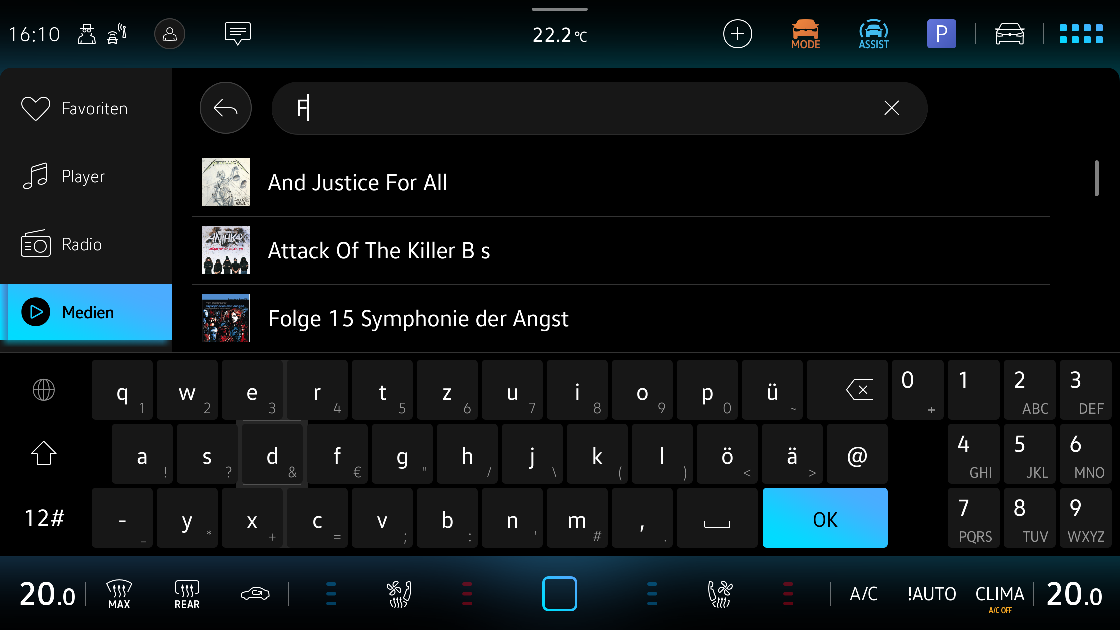 16:10
22.2°C
MODE
ASSIST
P
Favoriten
F
Player
And Justice For All
Radio
Attack Of The Killer B s
Medien
Folge 15 Symphonie der Angst
q 1 w 2 e 3 r 4 t 5 z 6 u 7 i 8 o 9 p 0 ü ~ 0 + 1 2 ABC 3 DEF
a ! s ? d & f € g " h / j \ k ( l ) ö < ä > @ 4 GHI 5 JKL 6 MNO
12# - _ y * x + c = v ; b : n ' m # , . OK 7 PQRS 8 TUV 9 WXYZ
20.0 MAX REAR A/C !AUTO CLIMA 20.0
A/C OFF